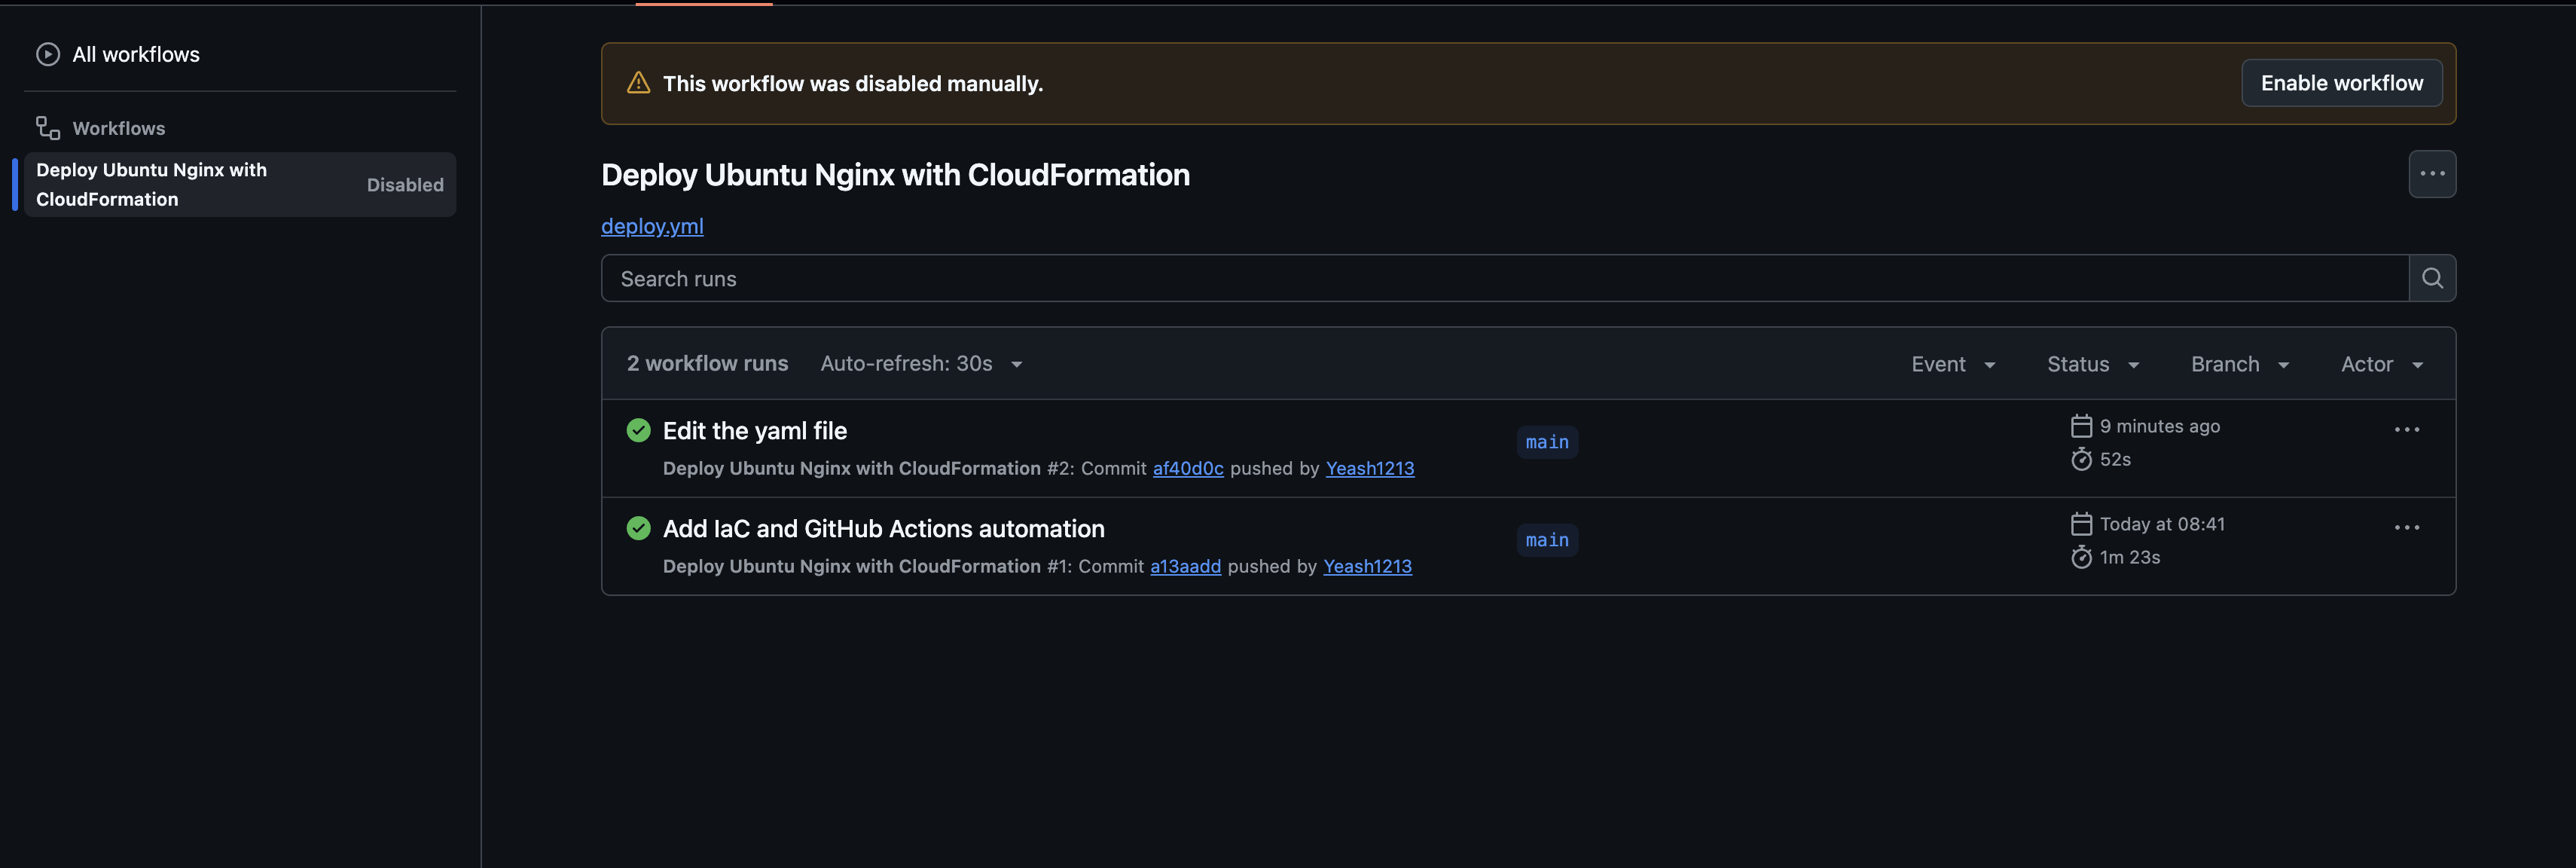 All workflows
Workflows
Deploy Ubuntu Nginx with
CloudFormation
Disabled
This workflow was disabled manually.
Enable workflow
Deploy Ubuntu Nginx with CloudFormation
deploy.yml
Search runs
2 workflow runs Auto-refresh: 30s Event Status Branch Actor
Edit the yaml file
Deploy Ubuntu Nginx with CloudFormation #2: Commit af40d0c pushed by Yeash1213
main
9 minutes ago
52s
Add IaC and GitHub Actions automation
Deploy Ubuntu Nginx with CloudFormation #1: Commit a13aadd pushed by Yeash1213
main
Today at 08:41
1m 23s